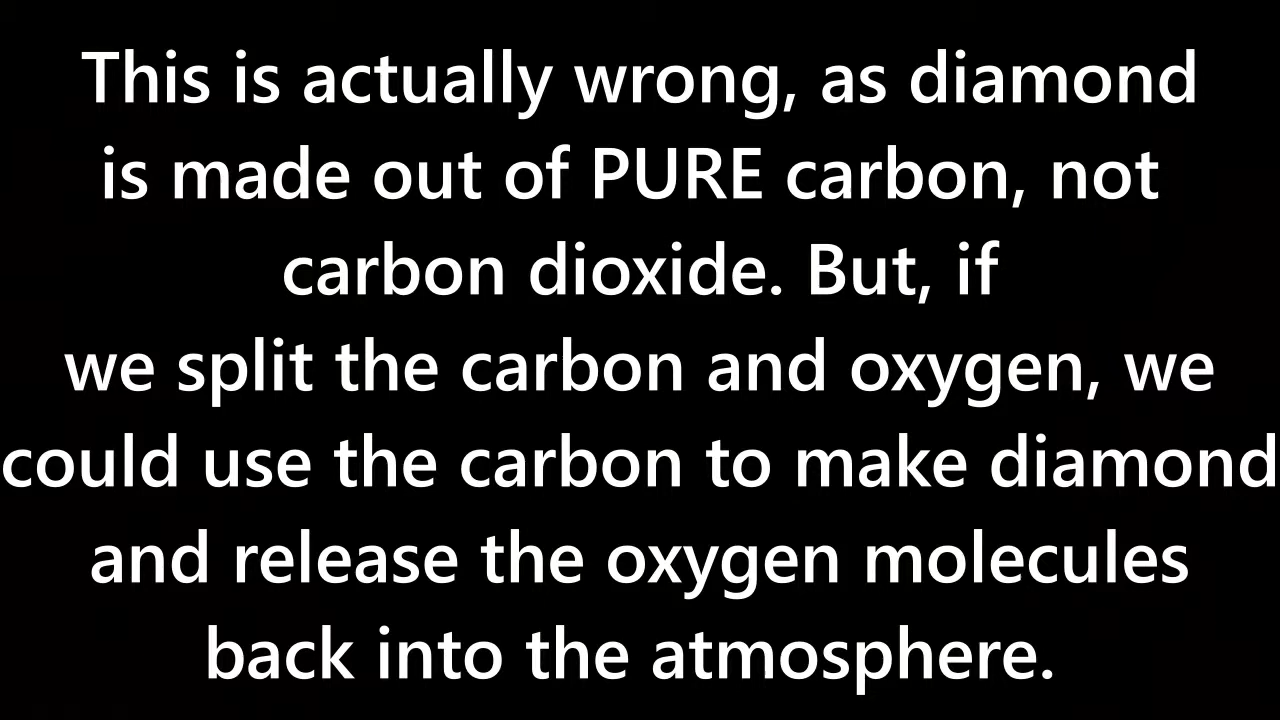 This is actually wrong, as diamond
is made out of PURE carbon, not
carbon dioxide. But, if
we split the carbon and oxygen, we
could use the carbon to make diamond
and release the oxygen molecules
back into the atmosphere.